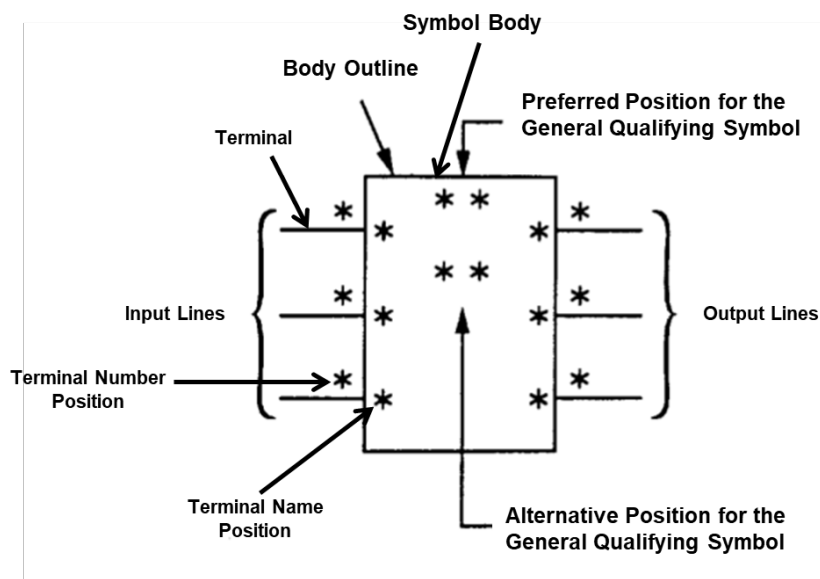 Symbol Body
Body Outline
Preferred Position for the
General Qualifying Symbol
Terminal
* * *
* * * *
* *
* *
* *
Input Lines
Output Lines
* *
Terminal Number
Position
* *
* *
Terminal Name
Position
Alternative Position for the
General Qualifying Symbol